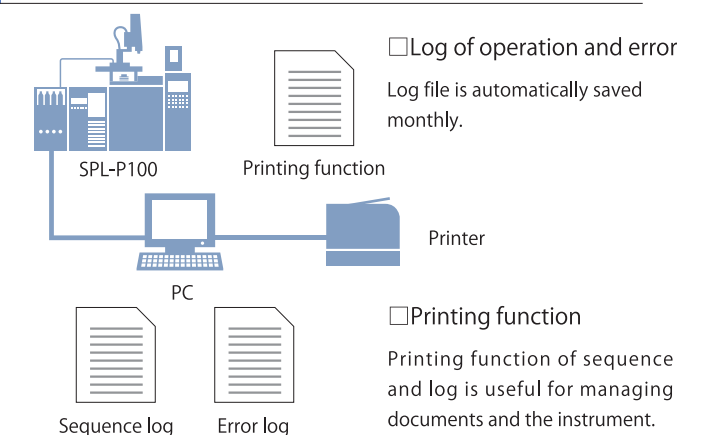 □Log of operation and error
Log file is automatically saved
monthly.
SPL-P100
Printing function
Printer
PC
□Printing function
Printing function of sequence
and log is useful for managing
documents and the instrument.
Sequence log
Error log